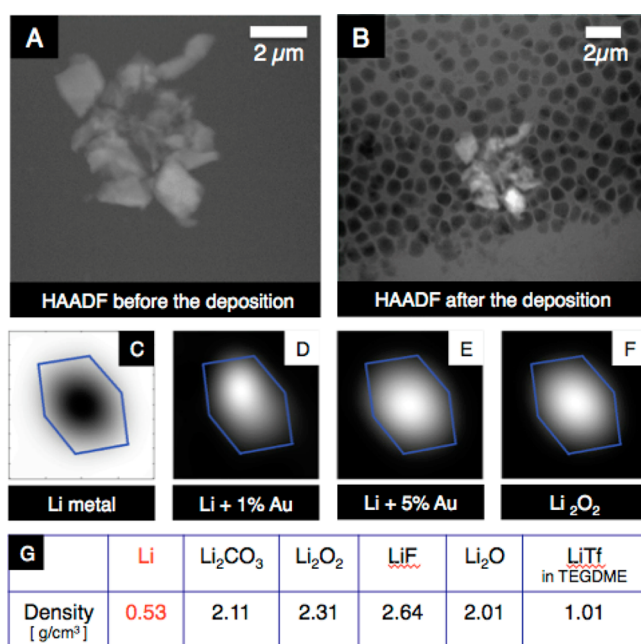 A
2 μm
HAADF before the deposition
B
2μm
HAADF after the deposition
C
Li metal
D
Li + 1% Au
E
Li + 5% Au
F
Li 2O2
G
Li Li2CO3 Li2O2 LiF Li2O LiTf
in TEGDME
Density 0.53 2.11 2.31 2.64 2.01 1.01
[ g/cm³ ]